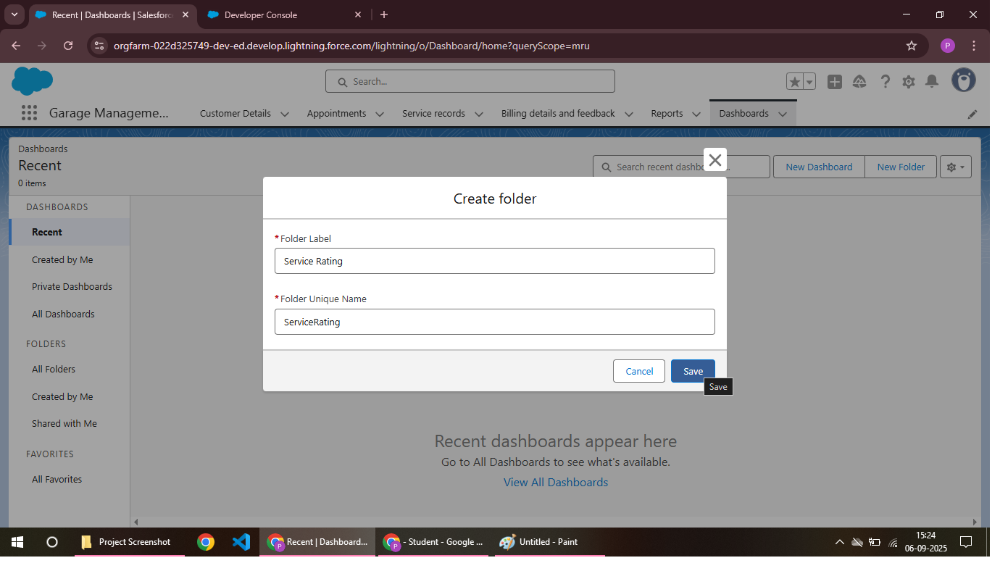 Recent | Dashboards | Salesforc
Developer Console
orgfarm-022d325749-dev-ed.develop.lightning.force.com/lightning/o/Dashboard/home?queryScope=mru
P
Search...
Garage Manageme...
Customer Details
Appointments
Service records
Billing details and feedback
Reports
Dashboards
Dashboards
Recent
0 items
Search recent dashb
New Dashboard
New Folder
DASHBOARDS
Recent
Created by Me
Private Dashboards
All Dashboards
FOLDERS
All Folders
Created by Me
Shared with Me
FAVORITES
All Favorites
Create folder
*Folder Label
Service Rating
*Folder Unique Name
ServiceRating
Cancel
Save
Save
Recent dashboards appear here
Go to All Dashboards to see what's available.
View All Dashboards
Project Screenshot
P
Recent | Dashboard...
P
- Student - Google ...
Untitled - Paint
15:24
06-09-2025